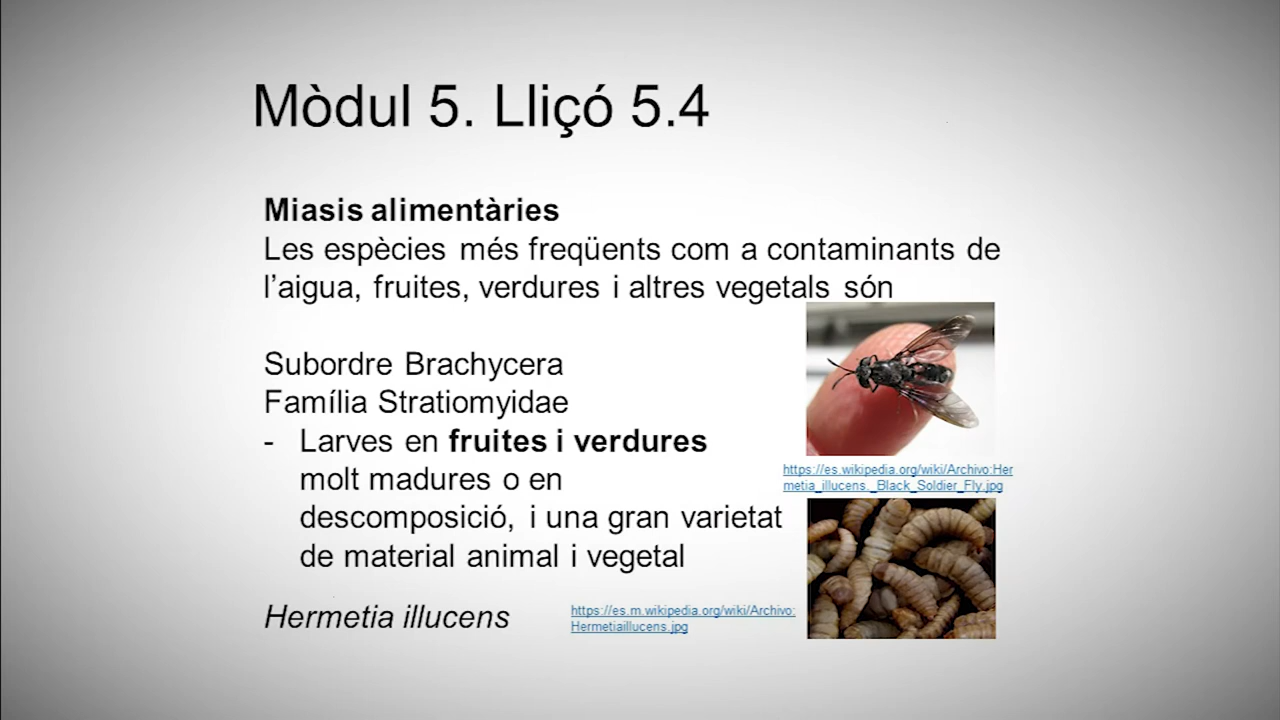 Mòdul 5. Lliçó 5.4
Miasis alimentàries
Les espècies més freqüents com a contaminants de
l’aigua, fruites, verdures i altres vegetals són
Subordre Brachycera
Família Stratiomyidae
- Larves en fruites i verdures
molt madures o en
descomposició, i una gran varietat
de material animal i vegetal
Hermetia illucens
https://es.wikipedia.org/wiki/Archivo:Her
metia_illucens._Black_Soldier_Fly.jpg
https://es.m.wikipedia.org/wiki/Archivo:
Hermetiaillucens.jpg